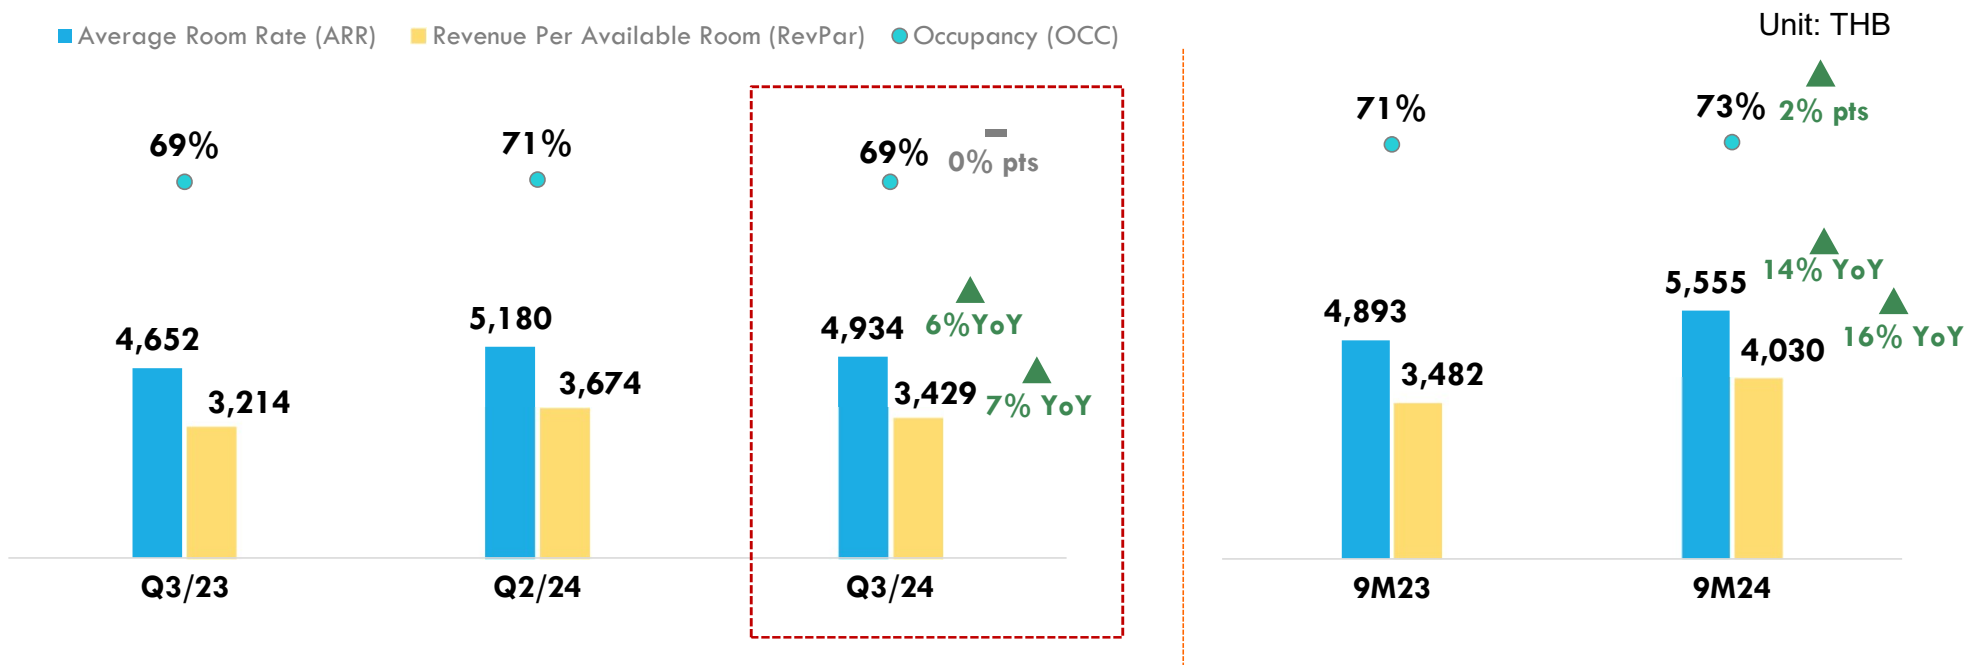 Unit: THB
Average Room Rate (ARR) Revenue Per Available Room (RevPar) Occupancy (OCC)
69%
71%
69% 0% pts
4,652
3,214
5,180
3,674
4,934 6%YoY
3,429 7% YoY
Q3/23 Q2/24 Q3/24
71%
73% 2% pts
4,893
3,482
5,555 14% YoY
4,030 16% YoY
9M23 9M24